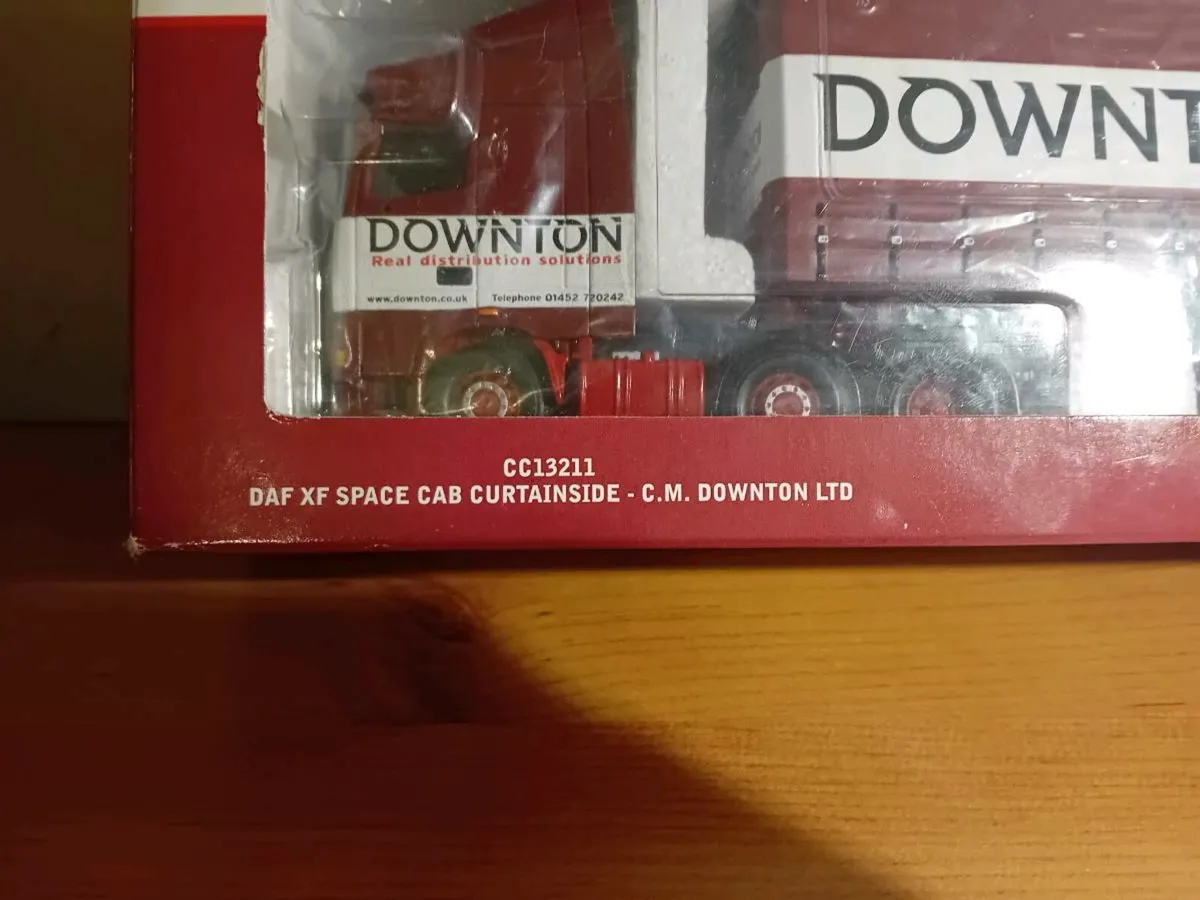 DOWNT
DOWNTON
Real distribution solutions
www.downton.co.uk Telephone 01452 720242
CC13211
DAF XF SPACE CAB CURTAINSIDE - C.M. DOWNTON LTD